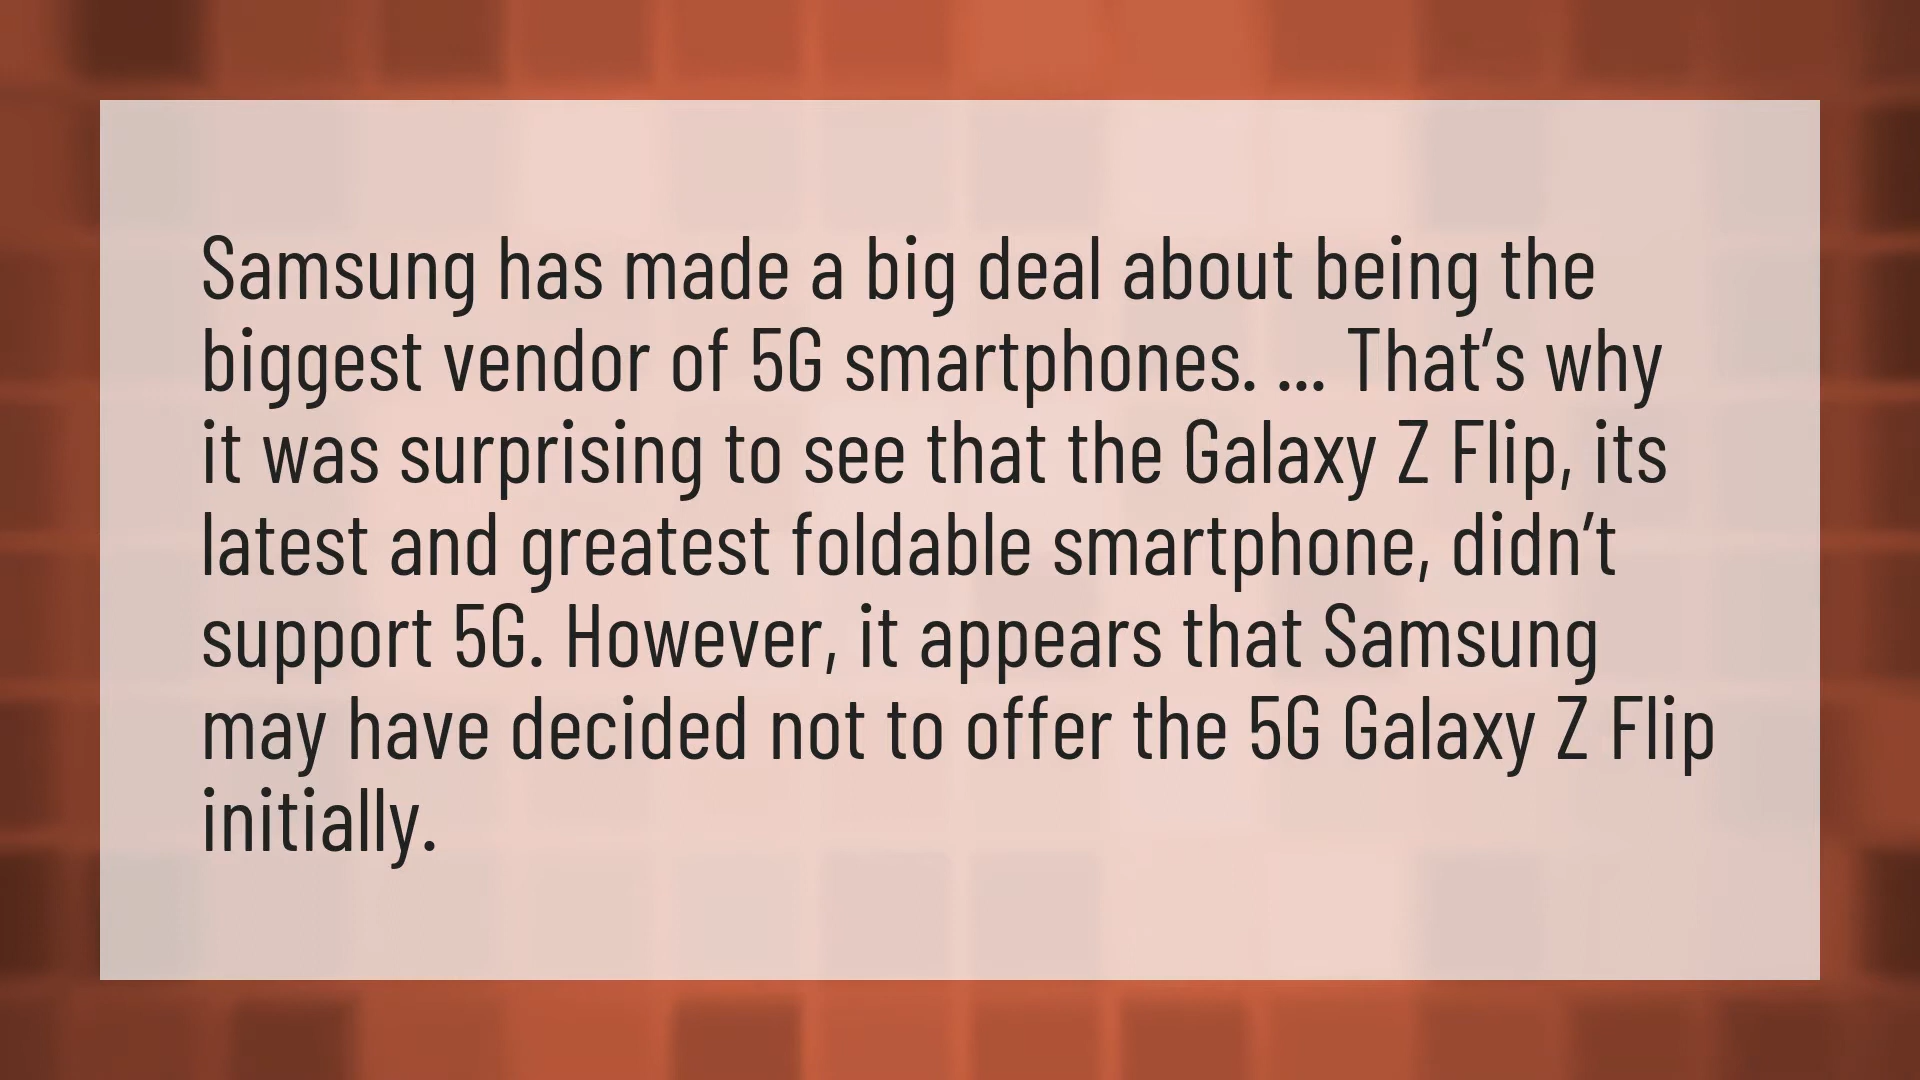 Samsung has made a big deal about being the
biggest vendor of 5G smartphones. ... That’s why
it was surprising to see that the Galaxy Z Flip, its
latest and greatest foldable smartphone, didn’t
support 5G. However, it appears that Samsung
may have decided not to offer the 5G Galaxy Z Flip
initially.